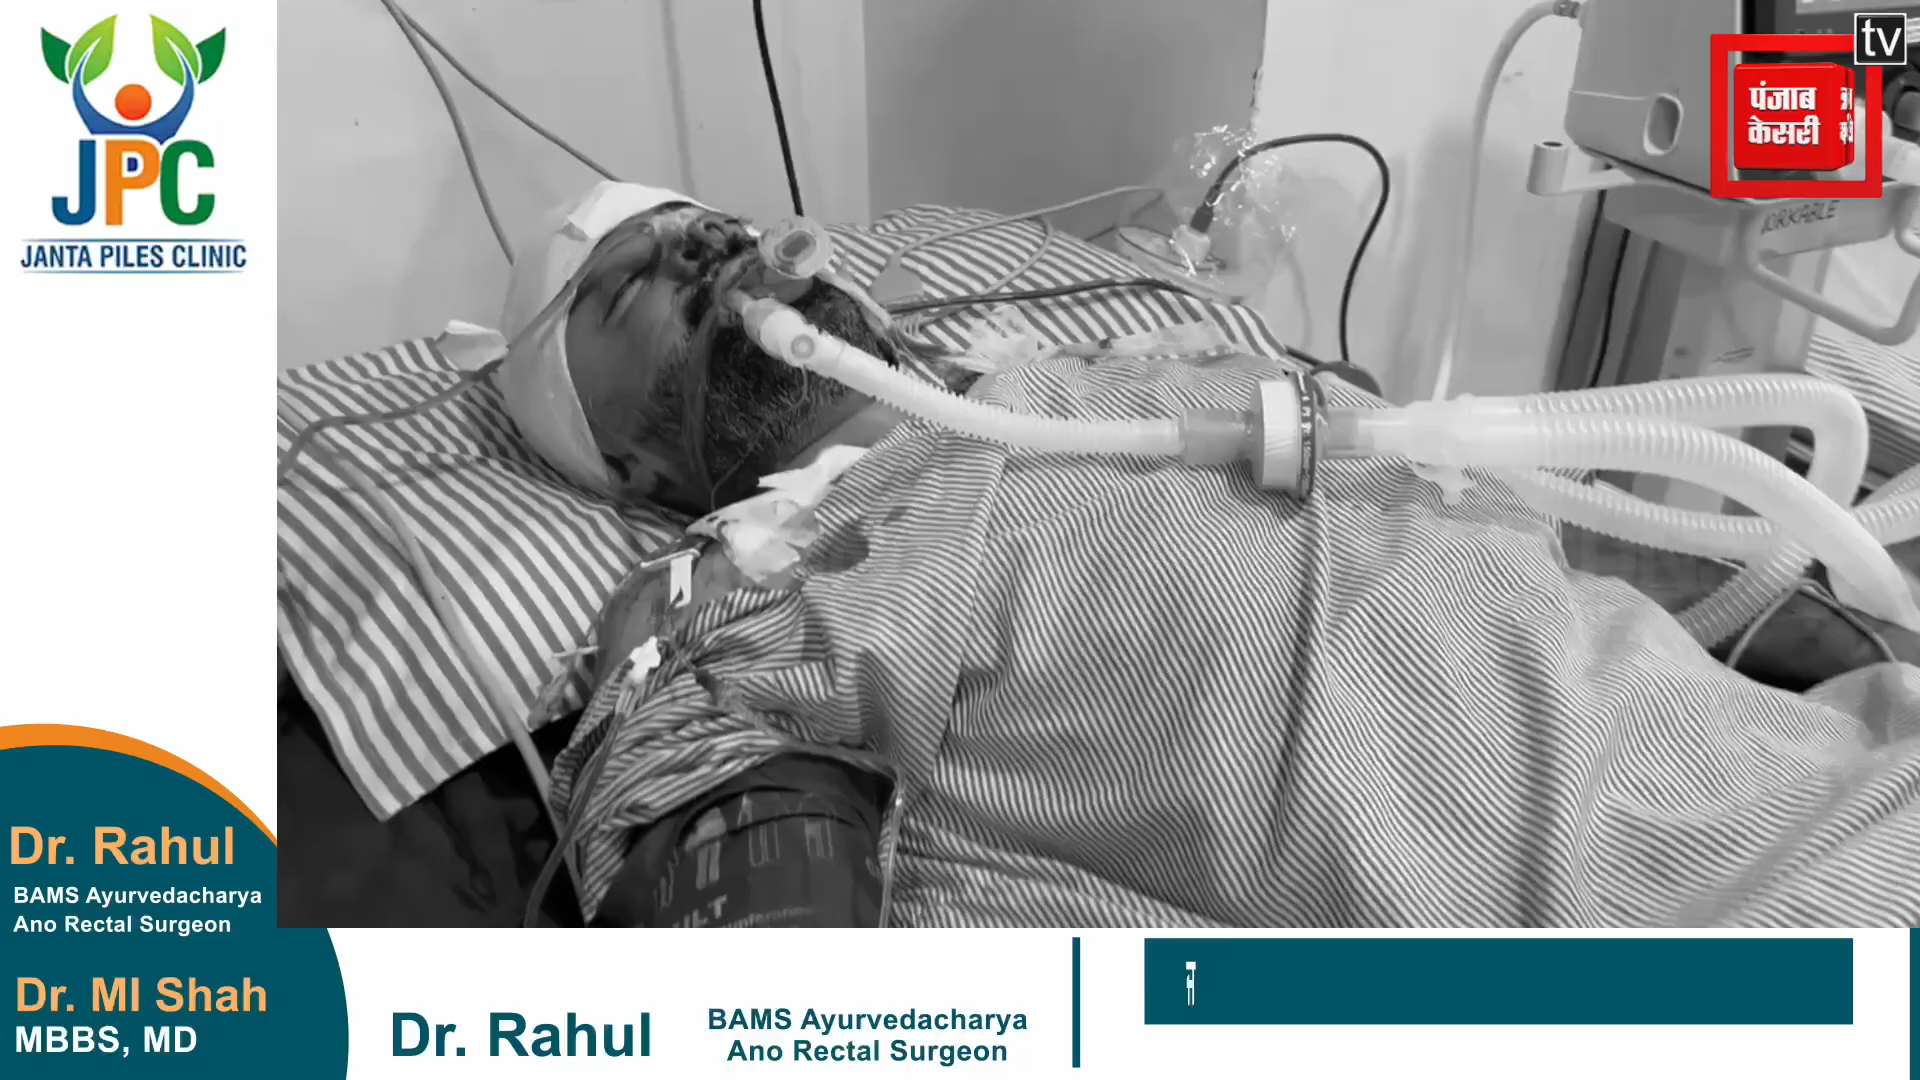 JPC
JANTA PILES CLINIC
tv
पंजाब
केसरी
WORKABLE
Dr. Rahul
BAMS Ayurvedacharya
Ano Rectal Surgeon
Dr. MI Shah
MBBS, MD
Dr. Rahul
BAMS Ayurvedacharya
Ano Rectal Surgeon